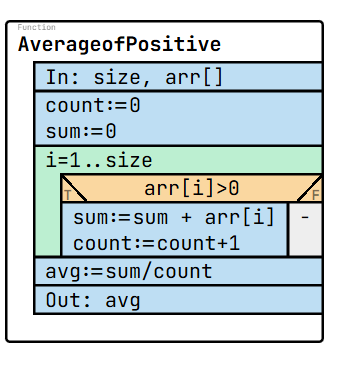 Function
AverageofPositive
In: size, arr[]
count:=0
sum:=0
i=1..size
T
arr[i]>0
F
sum:=sum + arr[i]
-
count:=count+1
avg:=sum/count
Out: avg